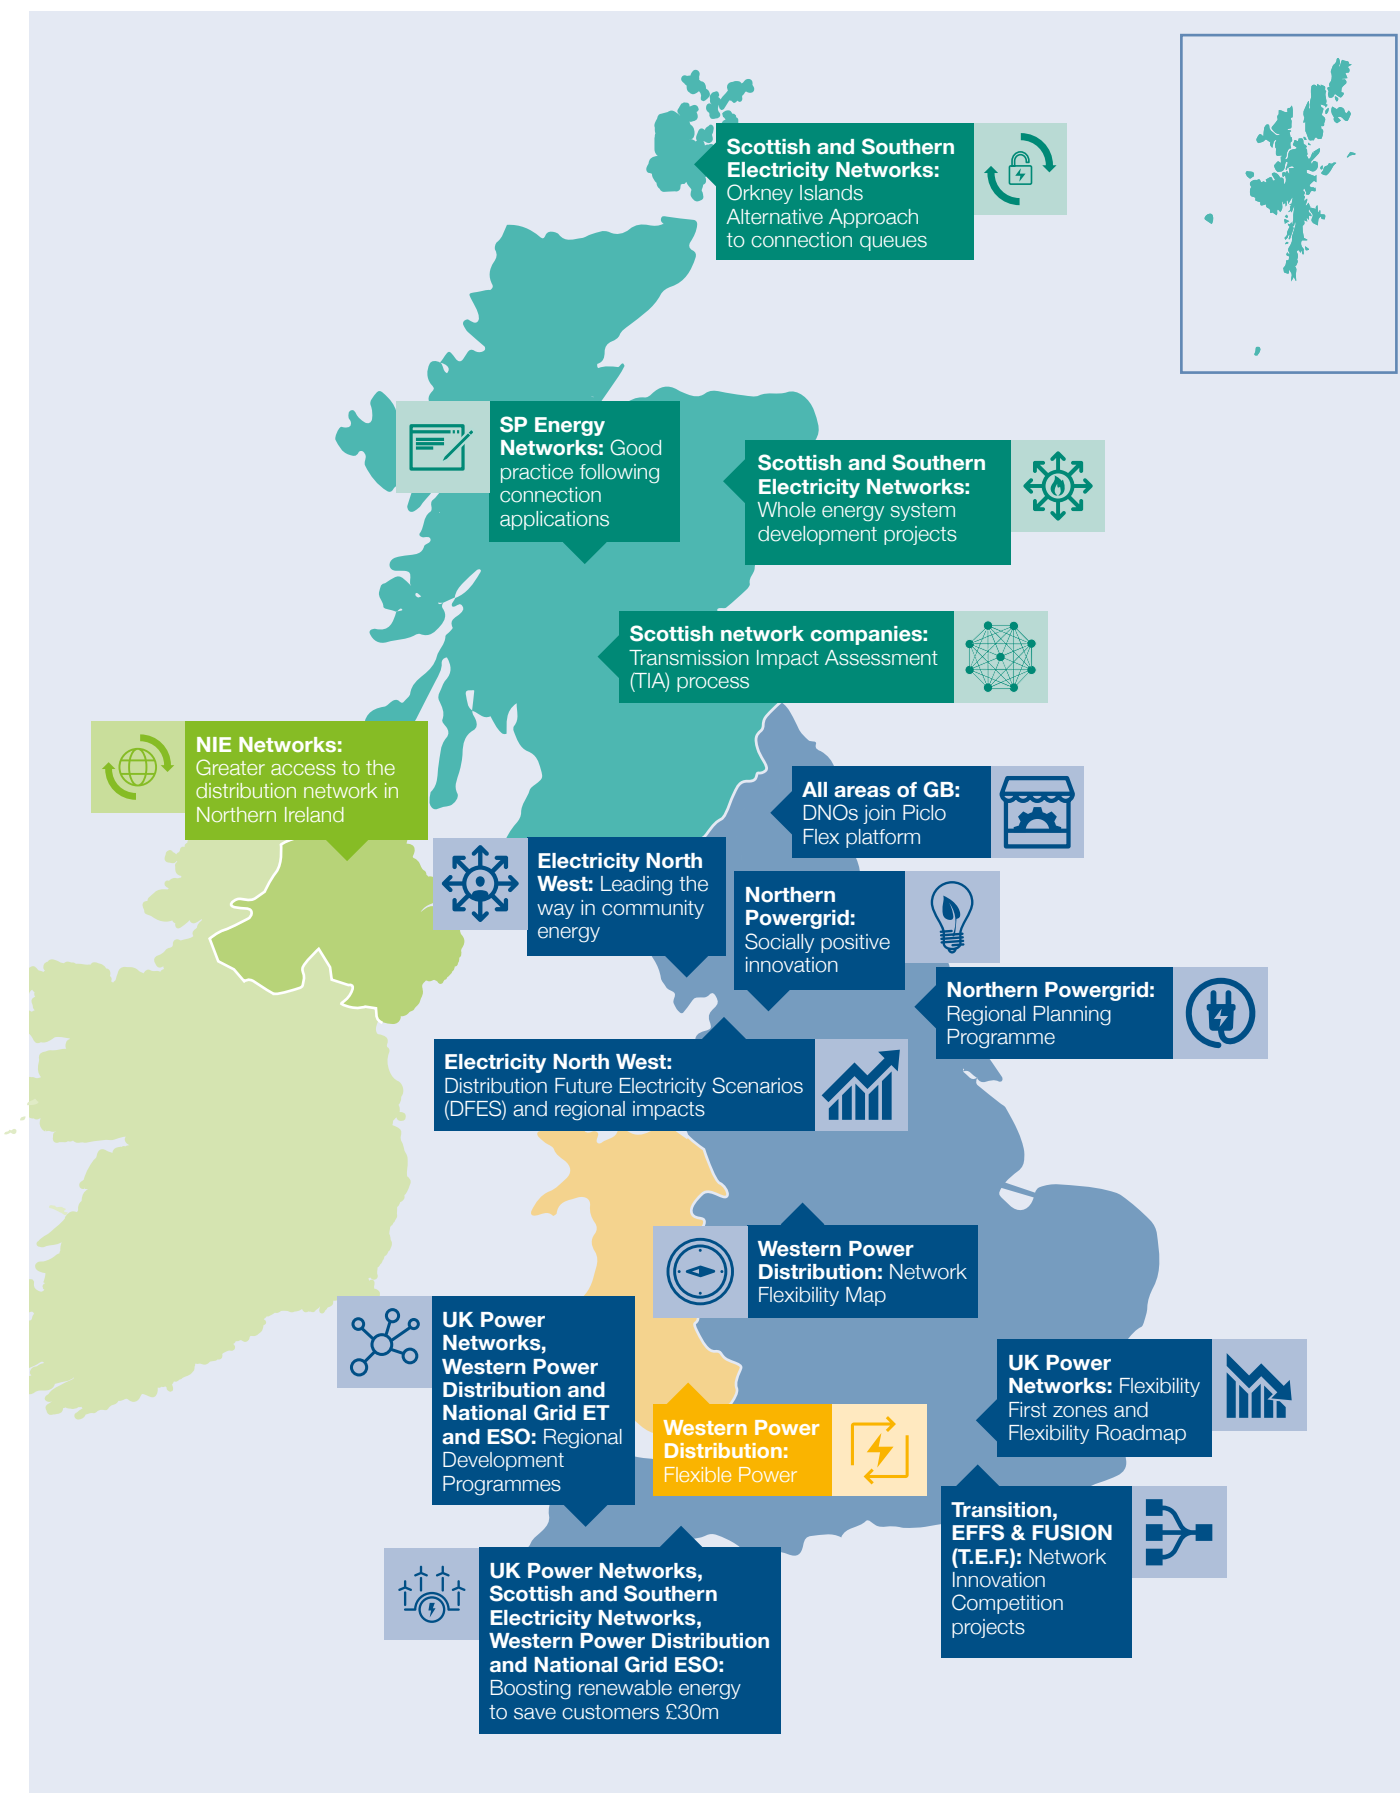 Scottish and Southern
Electricity Networks:
Orkney Islands
Alternative Approach
to connection queues
SP Energy
Networks: Good
practice following
connection
applications
Scottish and Southern
Electricity Networks:
Whole energy system
development projects
Scottish network companies:
Transmission Impact Assessment
(TIA) process
NIE Networks:
Greater access to the
distribution network in
Northern Ireland
All areas of GB:
DNOs join Piclo
Flex platform
Electricity North
West: Leading the
way in community
energy
Northern
Powergrid:
Socially positive
innovation
Northern Powergrid:
Regional Planning
Programme
Electricity North West:
Distribution Future Electricity Scenarios
(DFES) and regional impacts
Western Power
Distribution: Network
Flexibility Map
UK Power
Networks,
Western Power
Distribution and
National Grid ET
and ESO: Regional
Development
Programmes
UK Power
Networks: Flexibility
First zones and
Flexibility Roadmap
Western Power
Distribution:
Flexible Power
Transition,
EFFS & FUSION
(T.E.F.): Network
Innovation
Competition
projects
UK Power Networks,
Scottish and Southern
Electricity Networks,
Western Power Distribution
and National Grid ESO:
Boosting renewable energy
to save customers £30m